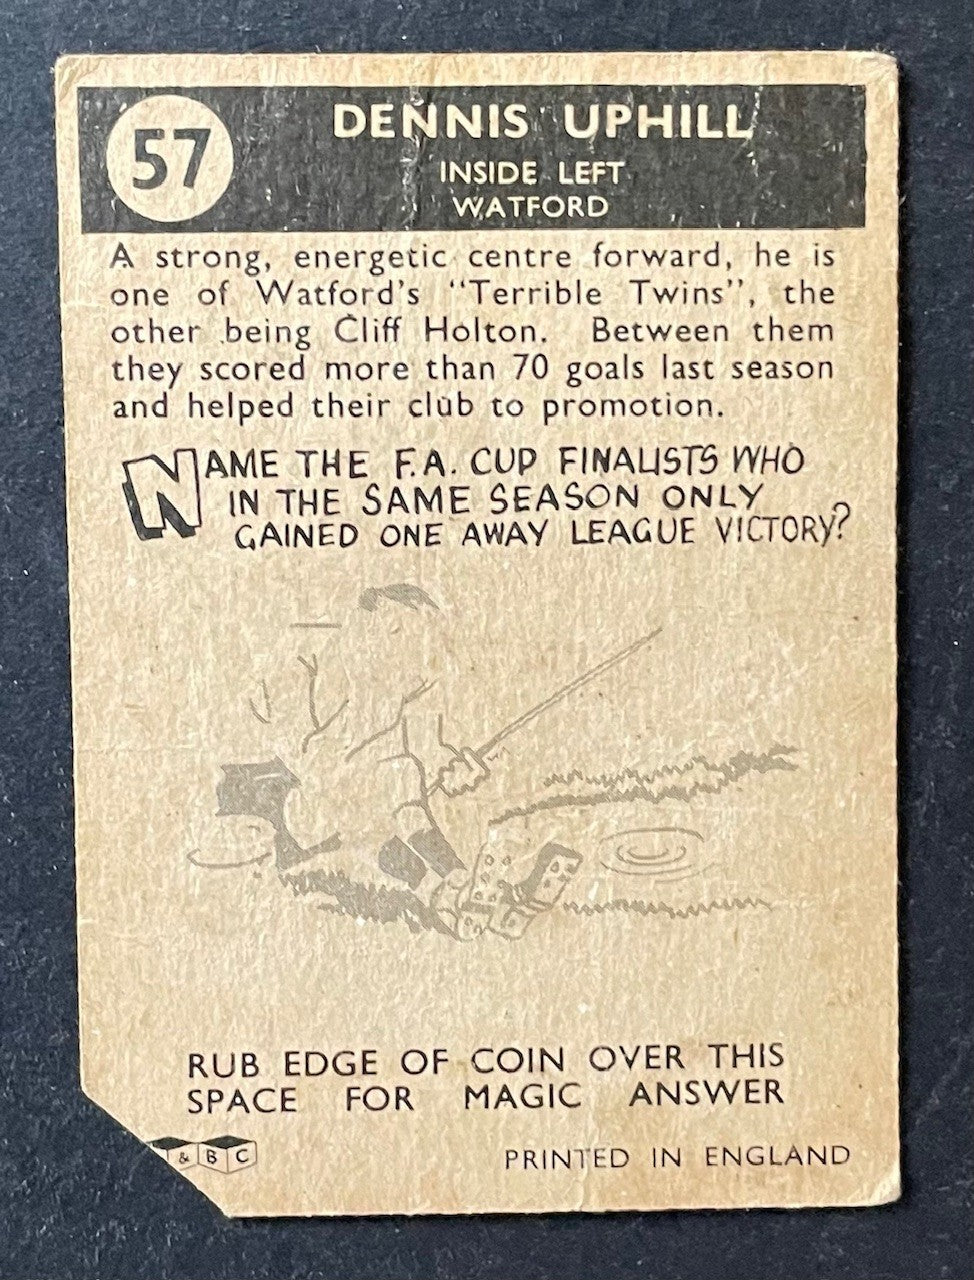 57
DENNIS UPHILL
INSIDE LEFT
WATFORD
A strong, energetic centre forward, he is
one of Watford's "Terrible Twins", the
other being Cliff Holton. Between them
they scored more than 70 goals last season
and helped their club to promotion.
NAME THE F.A. CUP FINALISTS WHO
IN THE SAME SEASON ONLY
GAINED ONE AWAY LEAGUE VICTORY?
RUB EDGE OF COIN OVER THIS
SPACE FOR MAGIC ANSWER
& B C
PRINTED IN ENGLAND